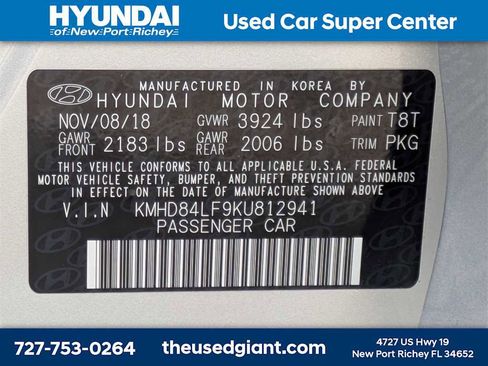 HYUNDAI
of New Port Richey
Used Car Super Center
MANUFACTURED IN KOREA BY
HYUNDAI MOTOR COMPANY
NOV/08/18 GVWR 3924 lbs PAINT T8T
GAWR FRONT 2183 lbs GAWR REAR 2006 lbs TRIM PKG
THIS VEHICLE CONFORMS TO ALL APPLICABLE U.S.A. FEDERAL
MOTOR VEHICLE SAFETY, BUMPER, AND THEFT PREVENTION STANDARDS
IN EFFECT ON THE DATE OF MANUFACTURE SHOWN ABOVE.
V.I.N KMHD84LF9KU812941
PASSENGER CAR
727-753-0264
theusedgiant.com
4727 US Hwy 19
New Port Richey FL 34652